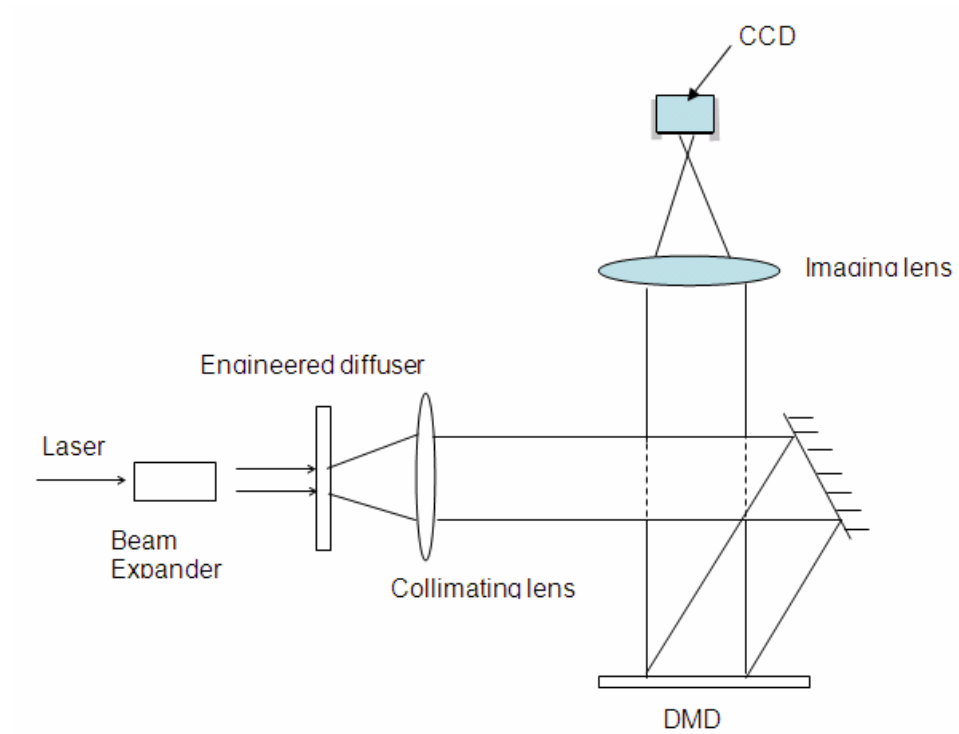 CCD
Imaging lens
Engineered diffuser
Laser
Beam
Expander
Collimating lens
DMD